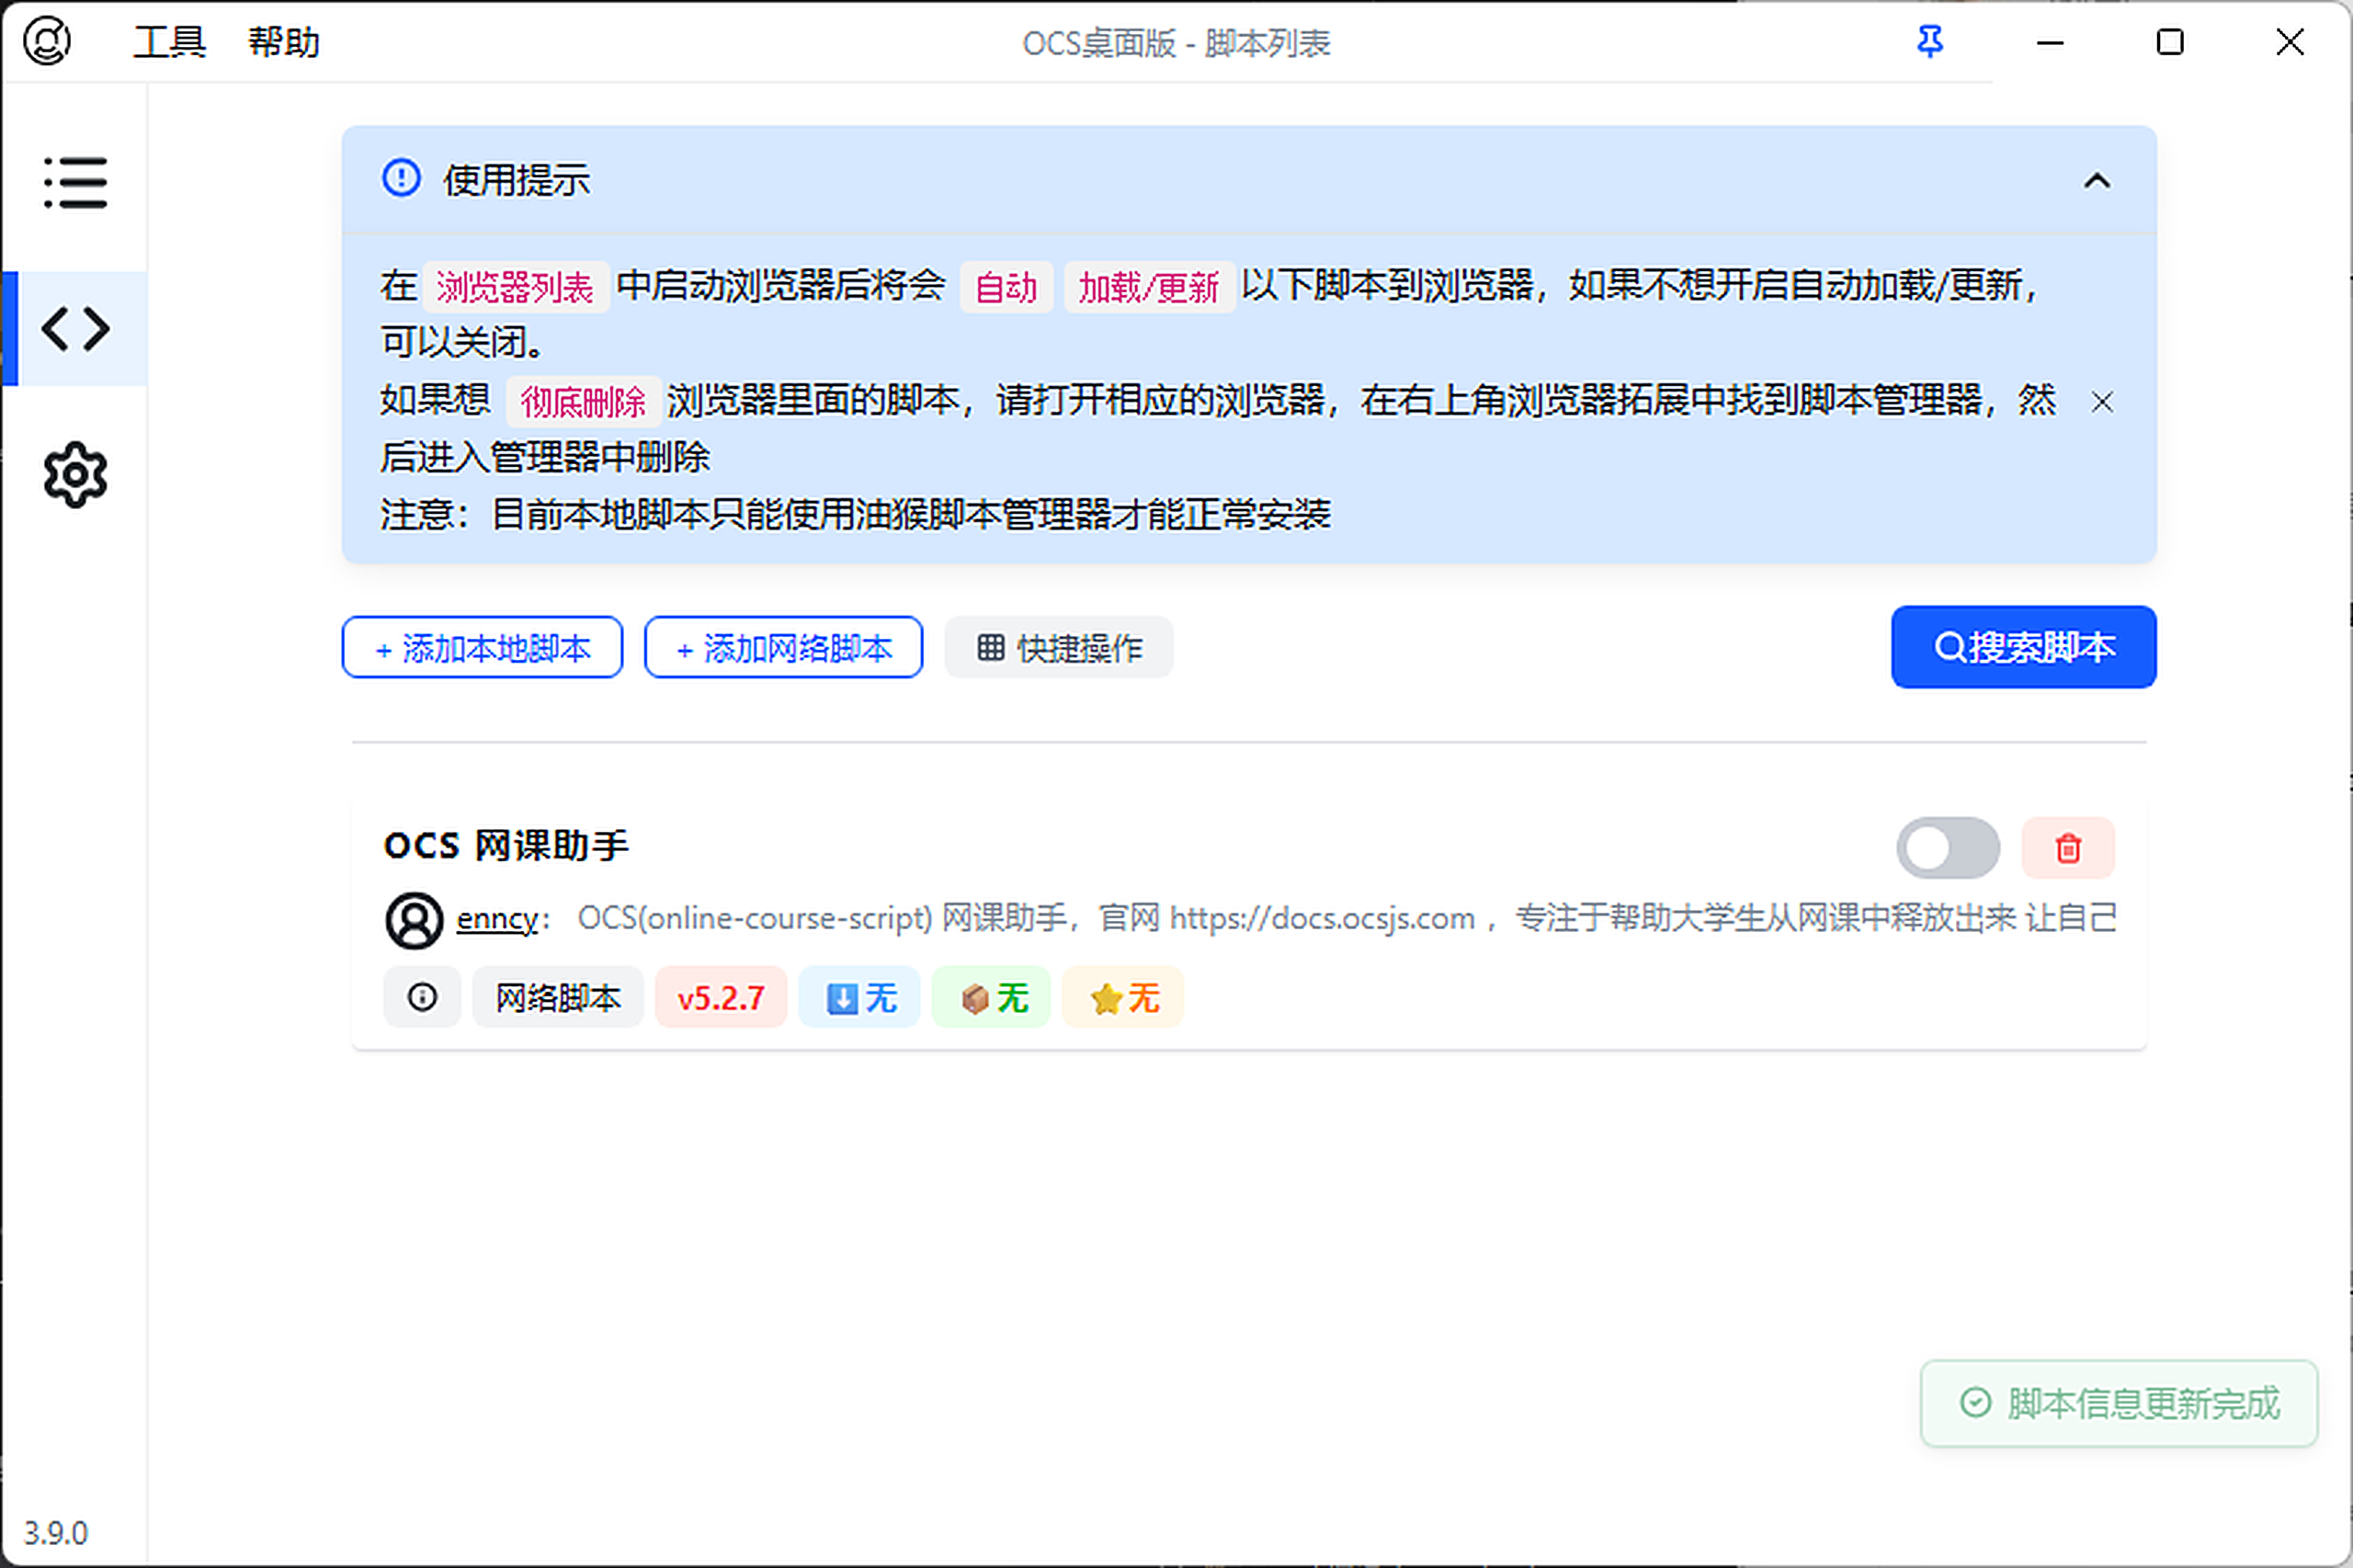 工具 帮助 OCS桌面版 - 脚本列表
使用提示
在 浏览器列表 中启动浏览器后将会 自动 加载/更新 以下脚本到浏览器，如果不想开启自动加载/更新，
可以关闭。
如果想 彻底删除 浏览器里面的脚本，请打开相应的浏览器，在右上角浏览器拓展中找到脚本管理器，然
后进入管理器中删除
注意：目前本地脚本只能使用油猴脚本管理器才能正常安装
+ 添加本地脚本 + 添加网络脚本 快捷操作 搜索脚本
OCS 网课助手
enncy： OCS(online-course-script) 网课助手，官网 https://docs.ocsjs.com ，专注于帮助大学生从网课中释放出来 让自己
网络脚本 v5.2.7 ⬇️无 📦无 ⭐无
脚本信息更新完成
3.9.0